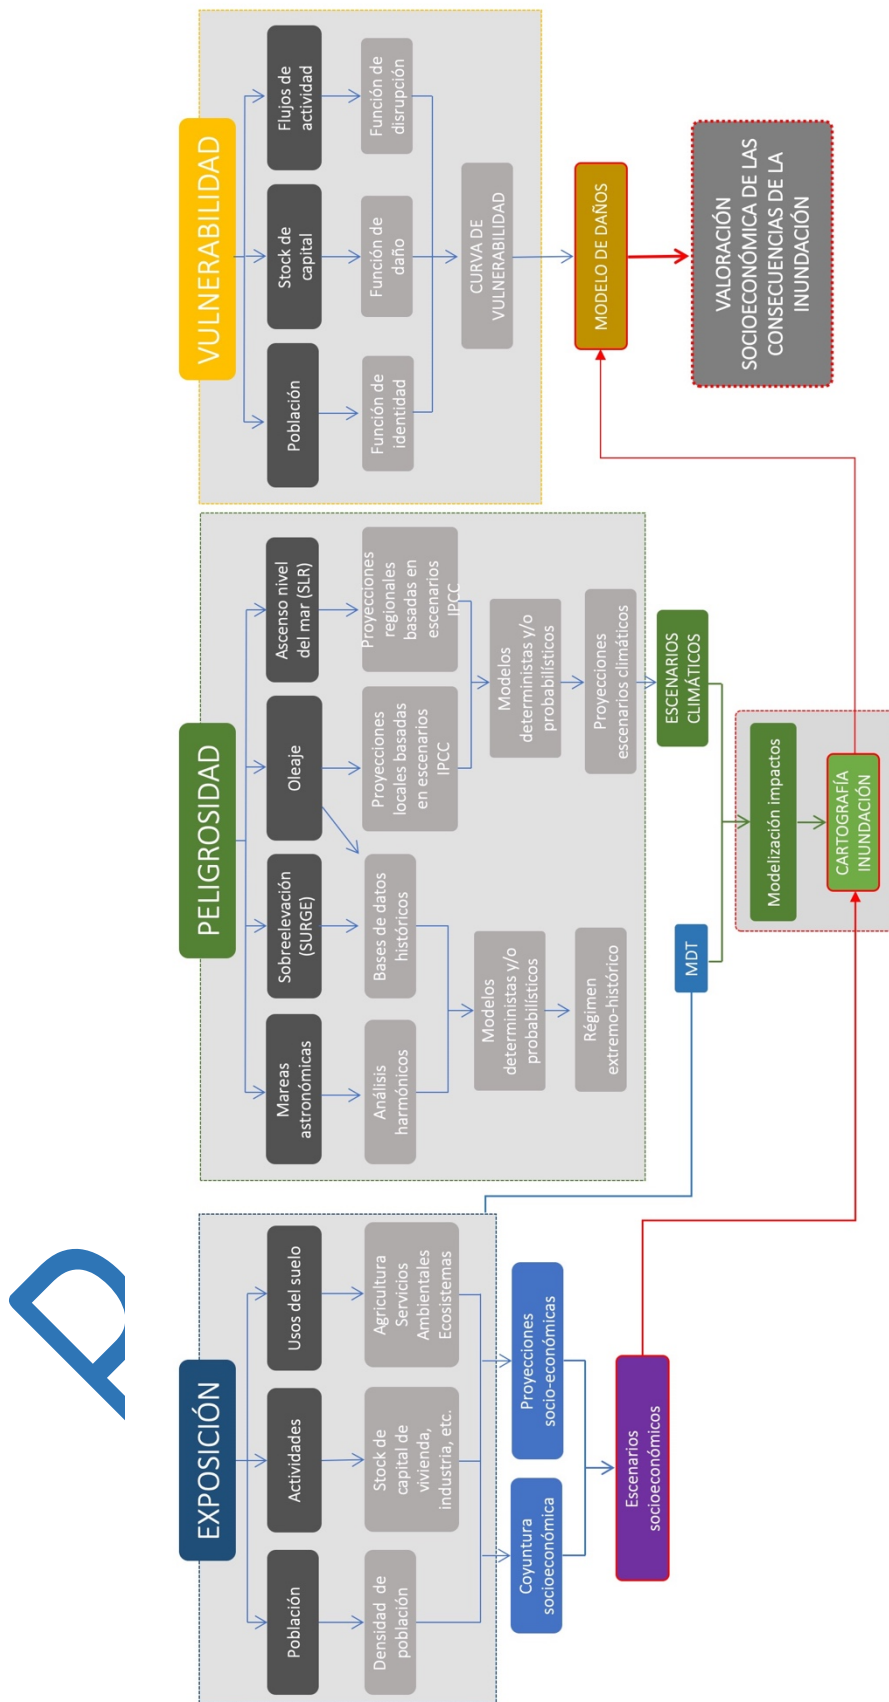 EXPOSICIÓN
Población
Actividades
Usos del suelo
Densidad de
población
Stock de
capital de
vivienda,
industria, etc.
Agricultura
Servicios
Ambientales
Ecosistemas
Coyuntura
socioeconómica
Proyecciones
socio-económicas
Escenarios
socioeconómicos
PELIGROSIDAD
Mareas
astronómicas
Sobreelevación
(SURGE)
Oleaje
Ascenso nivel
del mar (SLR)
Análisis
harmónicos
Bases de datos
históricos
Proyecciones
locales basadas
en escenarios
IPCC
Proyecciones
regionales
basadas en
escenario
IPCC
Modelos
deterministas y/o
probabilísticos
Modelos
deterministas y/o
probabilísticos
Régimen
extremo-histórico
Proyecciones
escenarios climáticos
MDT
ESCENARIOS
CLIMÁTICOS
Modelización impactos
CARTOGRAFÍA
INUNDACIÓN
VULNERABILIDAD
Población
Stock de
capital
Flujos de
actividad
Función de
identidad
Función de
daño
Función de
disrupción
CURVA DE
VULNERABILIDAD
MODELO DE DAÑOS
VALORACIÓN
SOCIOECONÓMICA DE LAS
CONSECUENCIAS DE LA
INUNDACIÓN